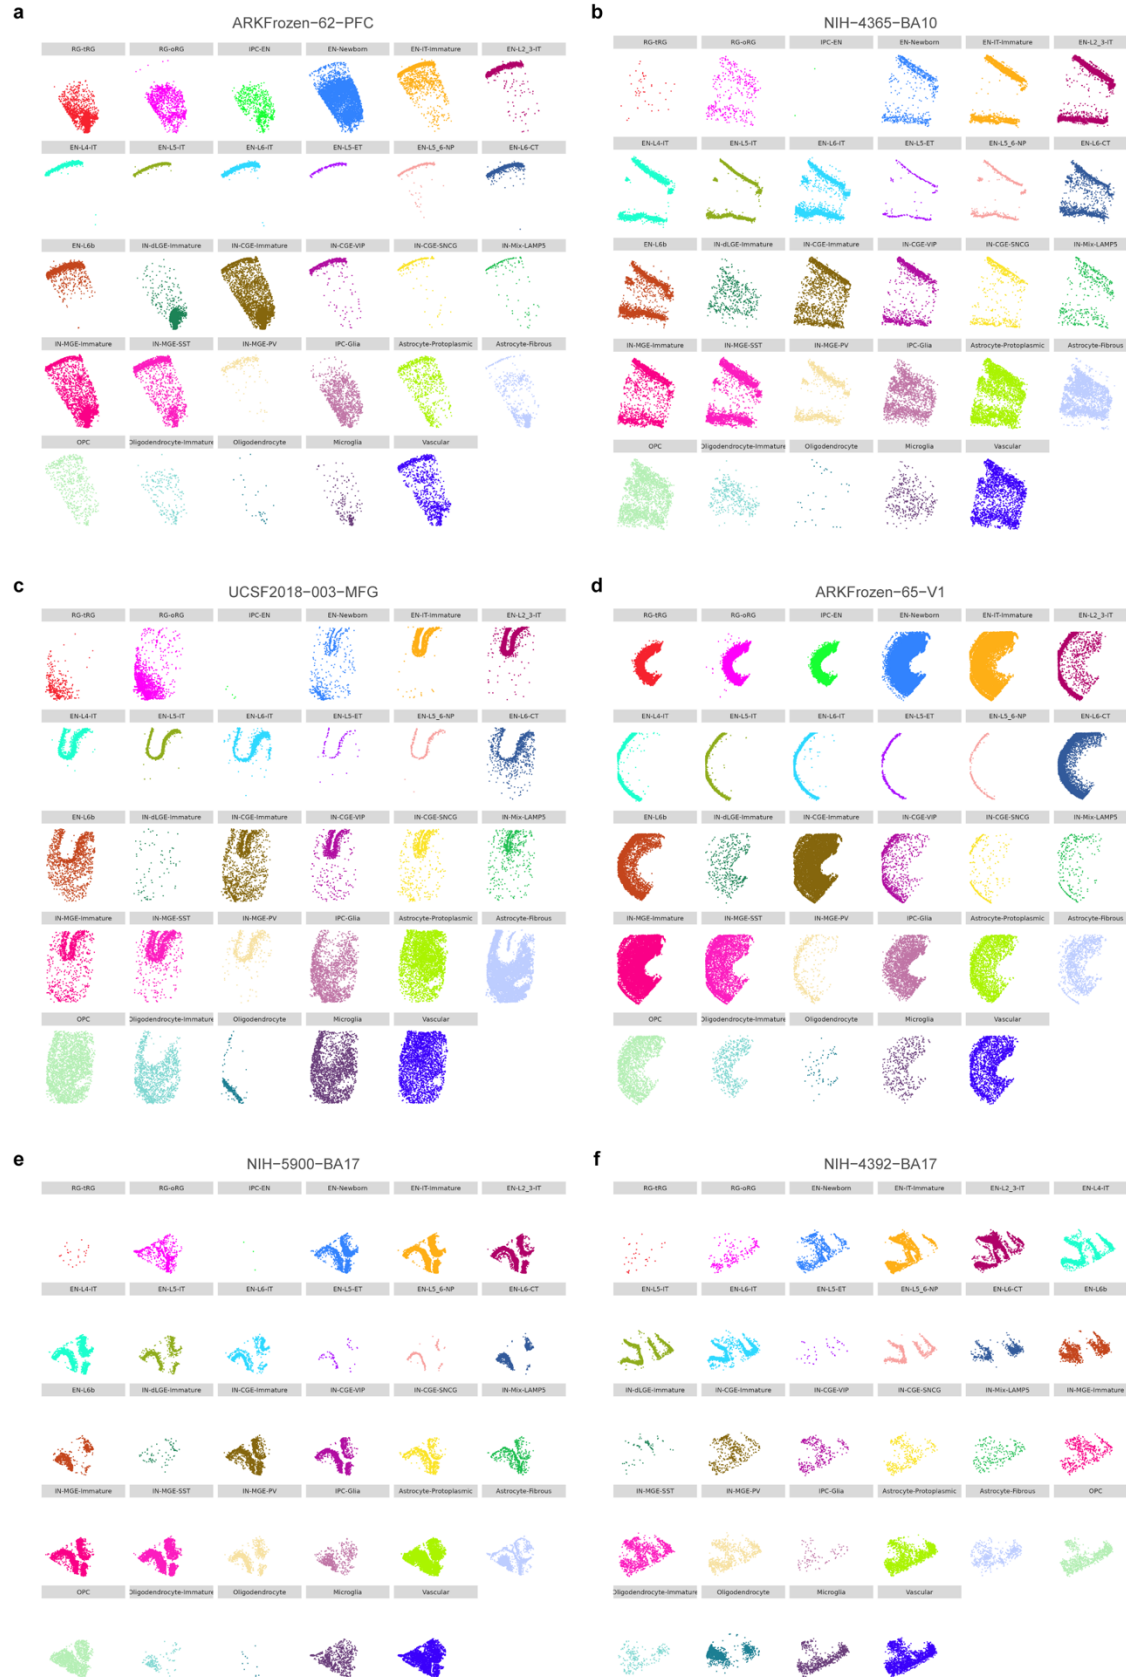 a
ARKFrozen−62−PFC
RG-tRG RG-oRG IPC-EN EN-Newborn EN-IT-Immature EN-L2_3-IT
EN-L4-IT EN-L5-IT EN-L6-IT EN-L5-ET EN-L5_6-NP EN-L6-CT
EN-L6b IN-dLGE-Immature IN-CGE-Immature IN-CGE-VIP IN-CGE-SNCG IN-Mix-LAMP5
IN-MGE-Immature IN-MGE-SST IN-MGE-PV IPC-Glia Astrocyte-Protoplasmic Astrocyte-Fibrous
OPC Oligodendrocyte-Immature Oligodendrocyte Microglia Vascular
b
NIH−4365−BA10
RG-tRG RG-oRG IPC-EN EN-Newborn EN-IT-Immature EN-L2_3-IT
EN-L4-IT EN-L5-IT EN-L6-IT EN-L5-ET EN-L5_6-NP EN-L6-CT
EN-L6b IN-dLGE-Immature IN-CGE-Immature IN-CGE-VIP IN-CGE-SNCG IN-Mix-LAMP5
IN-MGE-Immature IN-MGE-SST IN-MGE-PV IPC-Glia Astrocyte-Protoplasmic Astrocyte-Fibrous
OPC Oligodendrocyte-Immature Oligodendrocyte Microglia Vascular
c
UCSF2018−003−MFG
RG-tRG RG-oRG IPC-EN EN-Newborn EN-IT-Immature EN-L2_3-IT
EN-L4-IT EN-L5-IT EN-L6-IT EN-L5-ET EN-L5_6-NP EN-L6-CT
EN-L6b IN-dLGE-Immature IN-CGE-Immature IN-CGE-VIP IN-CGE-SNCG IN-Mix-LAMP5
IN-MGE-Immature IN-MGE-SST IN-MGE-PV IPC-Glia Astrocyte-Protoplasmic Astrocyte-Fibrous
OPC Oligodendrocyte-Immature Oligodendrocyte Microglia Vascular
d
ARKFrozen−65−V1
RG-tRG RG-oRG IPC-EN EN-Newborn EN-IT-Immature EN-L2_3-IT
EN-L4-IT EN-L5-IT EN-L6-IT EN-L5-ET EN-L5_6-NP EN-L6-CT
EN-L6b IN-dLGE-Immature IN-CGE-Immature IN-CGE-VIP IN-CGE-SNCG IN-Mix-LAMP5
IN-MGE-Immature IN-MGE-SST IN-MGE-PV IPC-Glia Astrocyte-Protoplasmic Astrocyte-Fibrous
OPC Oligodendrocyte-Immature Oligodendrocyte Microglia Vascular
e
NIH−5900−BA17
RG-tRG RG-oRG IPC-EN EN-Newborn EN-IT-Immature EN-L2_3-IT
EN-L4-IT EN-L5-IT EN-L6-IT EN-L5-ET EN-L5_6-NP EN-L6-CT
EN-L6b IN-dLGE-Immature IN-CGE-Immature IN-CGE-VIP IN-CGE-SNCG IN-Mix-LAMP5
IN-MGE-Immature IN-MGE-SST IN-MGE-PV IPC-Glia Astrocyte-Protoplasmic Astrocyte-Fibrous
OPC Oligodendrocyte-Immature Oligodendrocyte Microglia Vascular
f
NIH−4392−BA17
RG-tRG RG-oRG EN-Newborn EN-IT-Immature EN-L2_3-IT EN-L4-IT
EN-L5-IT EN-L6-IT EN-L5-ET EN-L5_6-NP EN-L6-CT EN-L6b
IN-dLGE-Immature IN-CGE-Immature IN-CGE-VIP IN-CGE-SNCG IN-Mix-LAMP5 IN-MGE-Immature
IN-MGE-SST IN-MGE-PV IPC-Glia Astrocyte-Protoplasmic Astrocyte-Fibrous OPC
Oligodendrocyte-Immature Oligodendrocyte Microglia Vascular